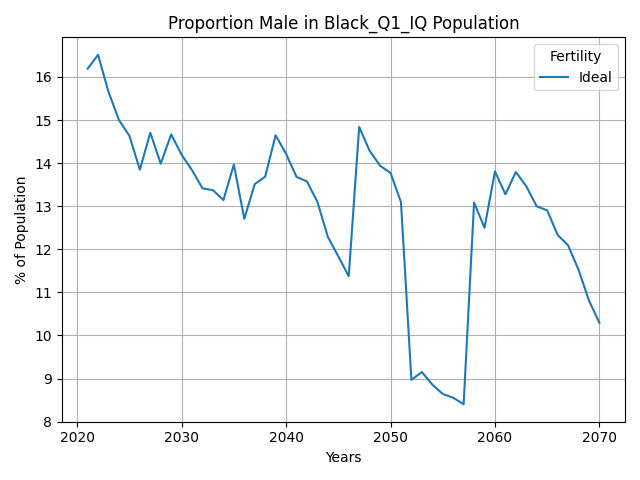 Proportion Male in Black_Q1_IQ Population
Fertility
Ideal
% of Population
16
15
14
13
12
11
10
9
8
2020 2030 2040 2050 2060 2070
Years